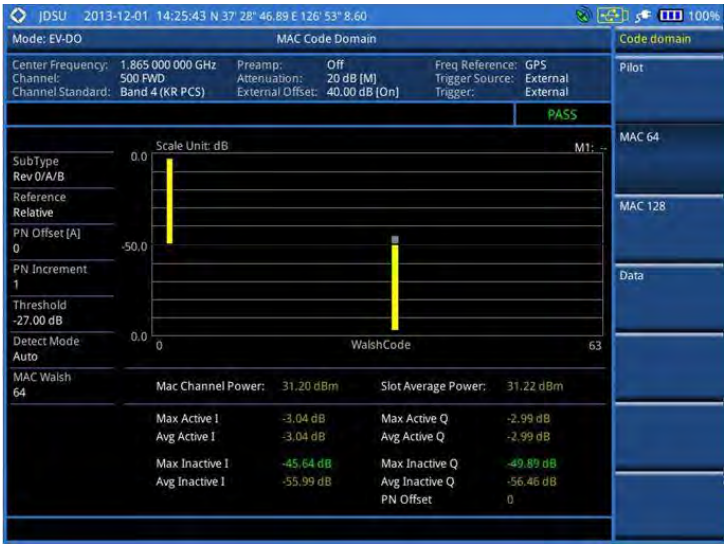 JDSU 2013-12-01 14:25:43 N 37° 28" 46.89 E 126° 53" 8.60 100%
Mode: EV-DO MAC Code Domain Code domain
Center Frequency: 1.865 000 000 GHz Preamp: Off Freq Reference: GPS
Channel: 500 FWD Attenuation: 20 dB [M] Trigger Source: External
Channel Standard: Band 4 (KR PCS) External Offset: 40.00 dB [On] Trigger: External
PASS
Pilot
MAC 64
MAC 128
Data
SubType
Rev 0/A/B
Reference
Relative
PN Offset [A]
0
PN Increment
1
Threshold
-27.00 dB
Detect Mode
Auto
MAC Walsh
64
Scale Unit: dB M1: --
0.0
-50.0
0.0
0 WalshCode 63
Mac Channel Power: 31.20 dBm Slot Average Power: 31.22 dBm
Max Active I -3.04 dB Max Active Q -2.99 dB
Avg Active I -3.04 dB Avg Active Q -2.99 dB
Max Inactive I -45.64 dB Max Inactive Q -49.89 dB
Avg Inactive I -55.99 dB Avg Inactive Q -56.46 dB
PN Offset 0